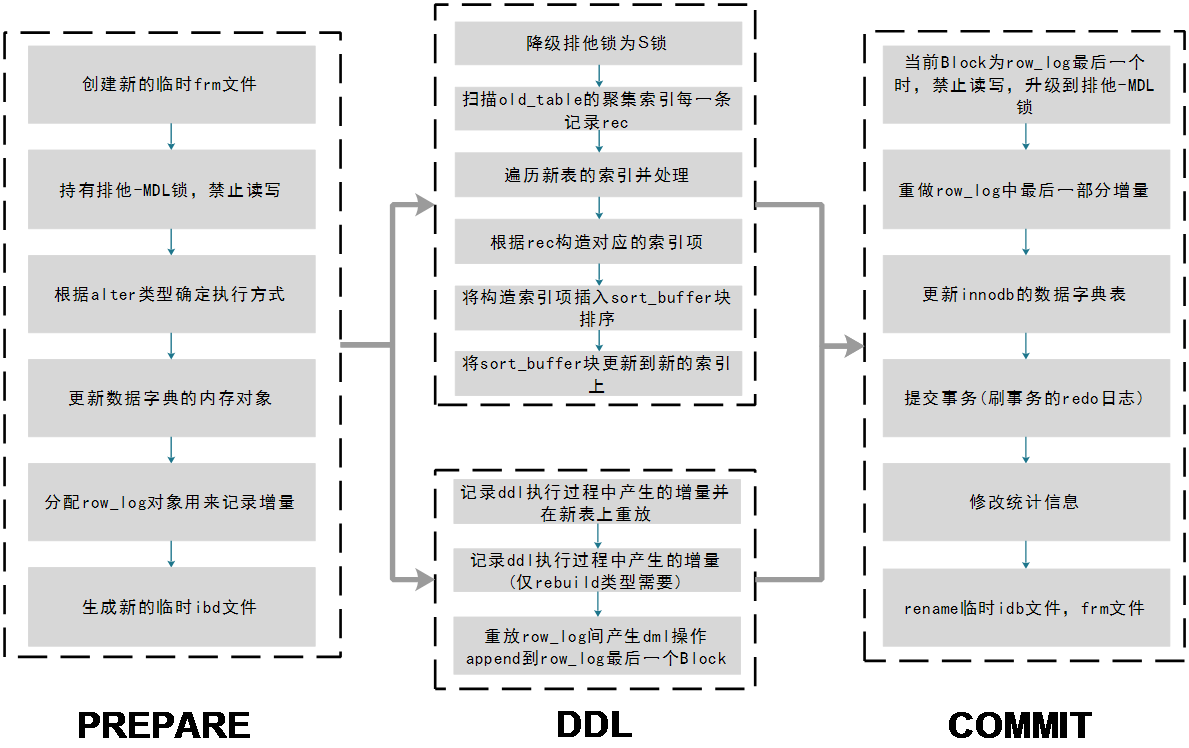 创建新的临时frm文件
持有排他-MDL锁，禁止读写
根据alter类型确定执行方式
更新数据字典的内存对象
分配row_log对象用来记录增量
生成新的临时ibd文件
PREPARE
降级排他锁为S锁
扫描old_table的聚集索引每一条
记录rec
遍历新表的索引并处理
根据rec构造对应的索引项
将构造索引项插入sort_buffer块
排序
将sort_buffer块更新到新的索引
上
记录ddl执行过程中产生的增量并
在新表上重放
记录ddl执行过程中产生的增量
(仅rebuild类型需要)
重放row_log间产生dml操作
append到row_log最后一个Block
DDL
当前Block为row_log最后一个
时，禁止读写，升级到排他-MDL
锁
重做row_log中最后一部分增量
更新innodb的数据字典表
提交事务(刷事务的redo日志)
修改统计信息
rename临时idb文件，frm文件
COMMIT